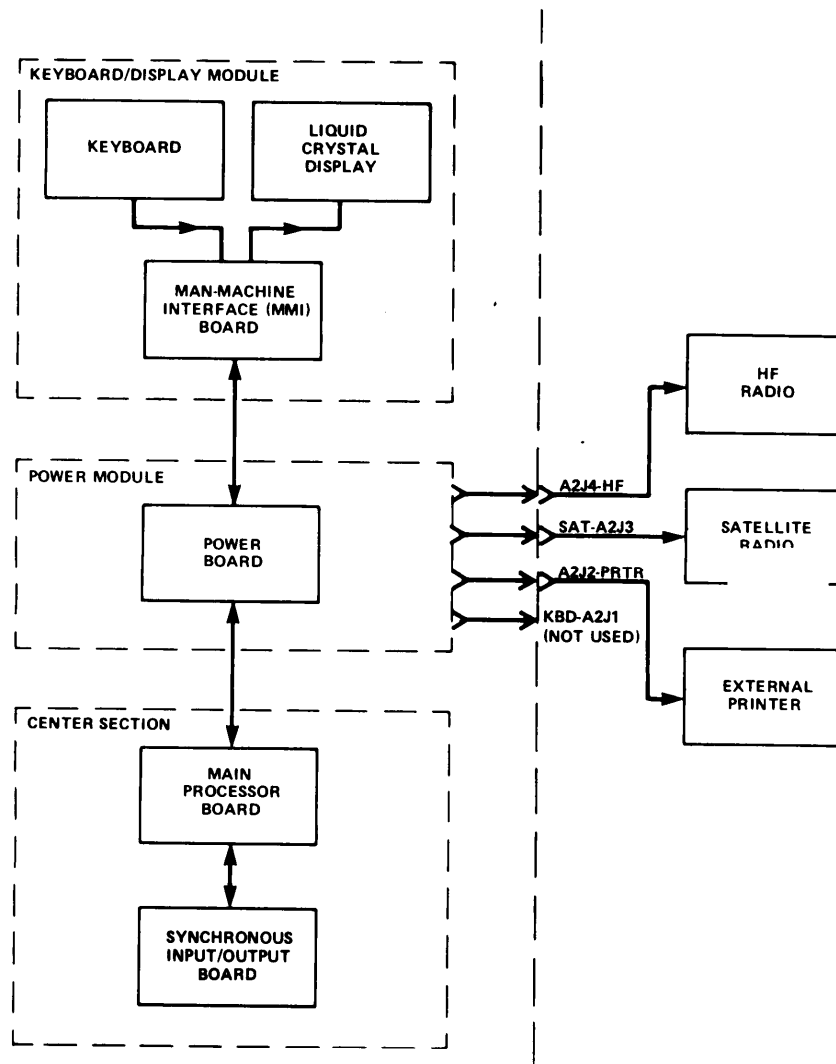 KEYBOARD/DISPLAY MODULE
KEYBOARD
LIQUID
CRYSTAL
DISPLAY
MAN-MACHINE
INTERFACE (MMI)
BOARD
HF
RADIO
POWER MODULE
A2J4-HF
POWER
BOARD
SAT-A2J3
SATELLITE
RADIO
A2J2-PRTR
KBD-A2J1
(NOT USED)
EXTERNAL
PRINTER
CENTER SECTION
MAIN
PROCESSOR
BOARD
SYNCHRONOUS
INPUT/OUTPUT
BOARD